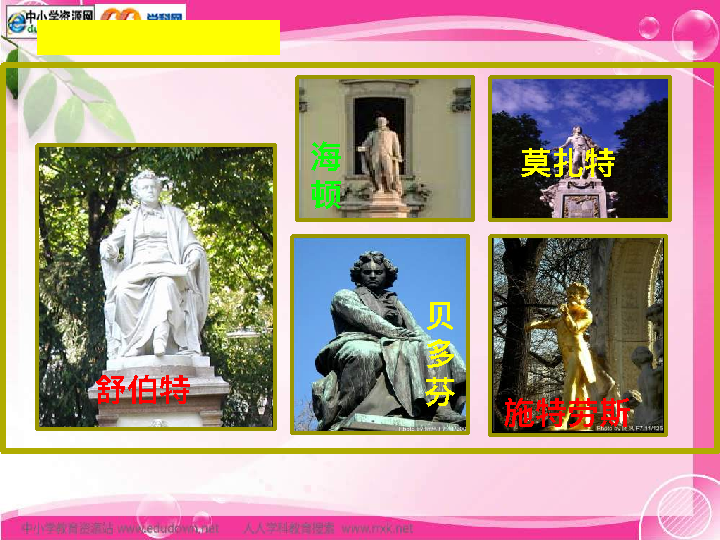 中小学资源网
海
顿
莫扎特
舒伯特
贝
多
芬
施特劳斯
中小学教育资源站 www.edudown.net 人人学科教育搜索 www.rrxk.net